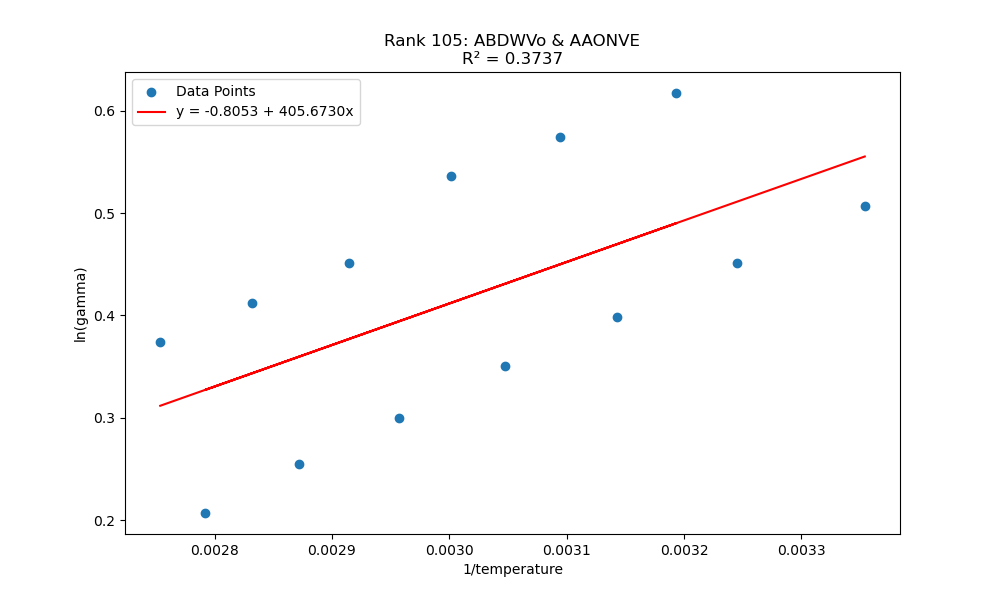 Rank 105: ABDWVo & AAONVE
R² = 0.3737
Data Points
y = -0.8053 + 405.6730x
ln(gamma)
0.6
0.5
0.4
0.3
0.2
0.0028
0.0029
0.0030
0.0031
0.0032
0.0033
1/temperature